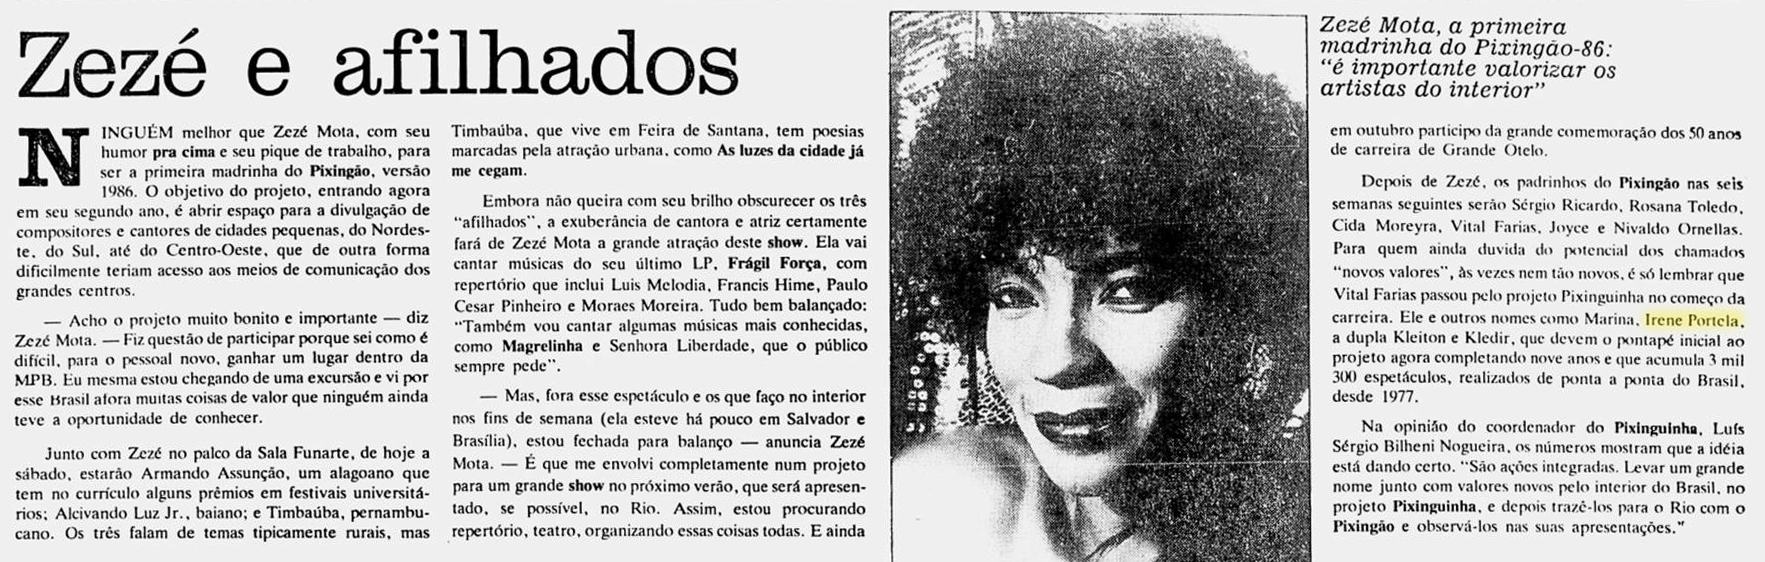 Zezé e afilhados
NINGUÉM melhor que Zezé Mota, com seu
humor pra cima e seu pique de trabalho, para
ser a primeira madrinha do Pixingão, versão
1986. O objetivo do projeto, entrando agora
em seu segundo ano, é abrir espaço para a divulgação de
compositores e cantores de cidades pequenas, do Nordes-
te, do Sul, até do Centro-Oeste, que de outra forma
dificilmente teriam acesso aos meios de comunicação dos
grandes centros.
— Acho o projeto muito bonito e importante — diz
Zezé Mota. — Fiz questão de participar porque sei como é
difícil, para o pessoal novo, ganhar um lugar dentro da
MPB. Eu mesma estou chegando de uma excursão e vi por
esse Brasil afora muitas coisas de valor que ninguém ainda
teve a oportunidade de conhecer.
Junto com Zezé no palco da Sala Funarte, de hoje a
sábado, estarão Armando Assunção, um alagoano que
tem no currículo alguns prêmios em festivais universitá-
rios; Alcivando Luz Jr., baiano; e Timbaúba, pernambu-
cano. Os três falam de temas tipicamente rurais, mas
Timbaúba, que vive em Feira de Santana, tem poesias
marcadas pela atração urbana, como As luzes da cidade já
me cegam.
Embora não queira com seu brilho obscurecer os três
“afilhados”, a exuberância de cantora e atriz certamente
fará de Zezé Mota a grande atração deste show. Ela vai
cantar músicas do seu último LP, Frágil Força, com
repertório que inclui Luis Melodia, Francis Hime, Paulo
Cesar Pinheiro e Moraes Moreira. Tudo bem balançado:
“Também vou cantar algumas músicas mais conhecidas,
como Magrelinha e Senhora Liberdade, que o público
sempre pede”.
— Mas, fora esse espetáculo e os que faço no interior
nos fins de semana (ela esteve há pouco em Salvador e
Brasília), estou fechada para balanço — anuncia Zezé
Mota. — É que me envolvi completamente num projeto
para um grande show no próximo verão, que será apresen-
tado, se possível, no Rio. Assim, estou procurando
repertório, teatro, organizando essas coisas todas. E ainda
Zezé Mota, a primeira
madrinha do Pixingão-86:
“é importante valorizar os
artistas do interior”
em outubro participo da grande comemoração dos 50 anos
de carreira de Grande Otelo.
Depois de Zezé, os padrinhos do Pixingão nas seis
semanas seguintes serão Sérgio Ricardo, Rosana Toledo,
Cida Moreyra, Vital Farias, Joyce e Nivaldo Ornellas.
Para quem ainda duvida do potencial dos chamados
“novos valores”, às vezes nem tão novos, é só lembrar que
Vital Farias passou pelo projeto Pixinguinha no começo da
carreira. Ele e outros nomes como Marina, Irene Portela,
a dupla Kleiton e Kledir, que devem o pontapé inicial ao
projeto agora completando nove anos e que acumula 3 mil
300 espetáculos, realizados de ponta a ponta do Brasil,
desde 1977.
Na opinião do coordenador do Pixinguinha, Luís
Sérgio Bilheni Nogueira, os números mostram que a idéia
está dando certo. “São ações integradas. Levar um grande
nome junto com valores novos pelo interior do Brasil, no
projeto Pixinguinha, e depois trazê-los para o Rio com o
Pixingão e observá-los nas suas apresentações.”